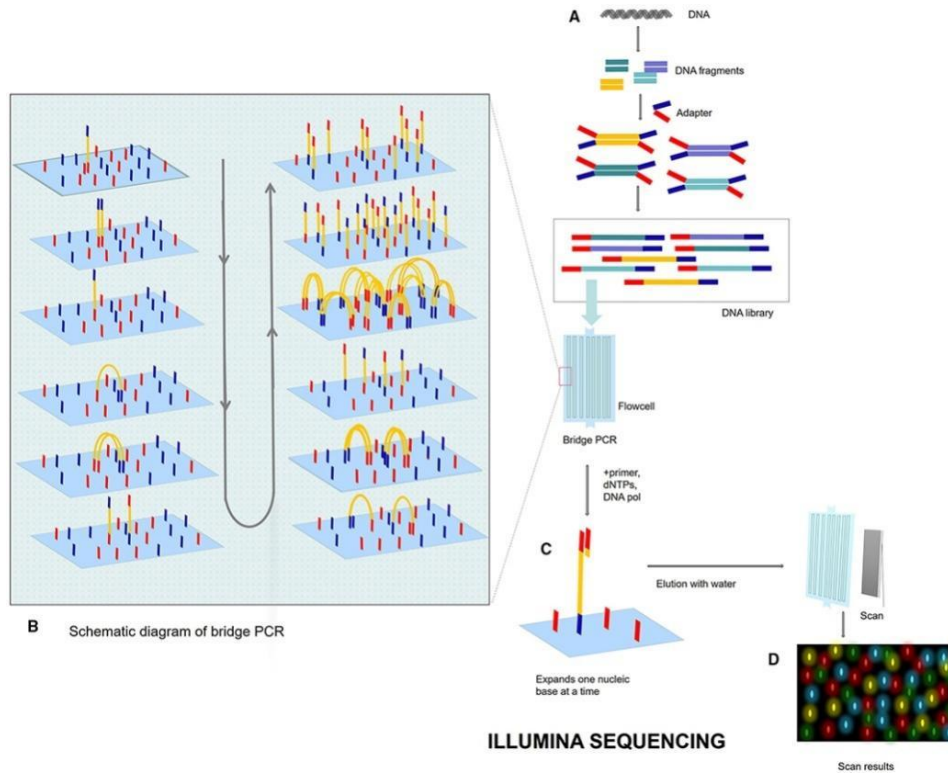 A
DNA
DNA fragments
Adapter
DNA library
Flowcell
Bridge PCR
+primer,
dNTPs,
DNA pol
B
Schematic diagram of bridge PCR
C
Elution with water
Scan
Expands one nucleic
base at a time
D
Scan results
ILLUMINA SEQUENCING